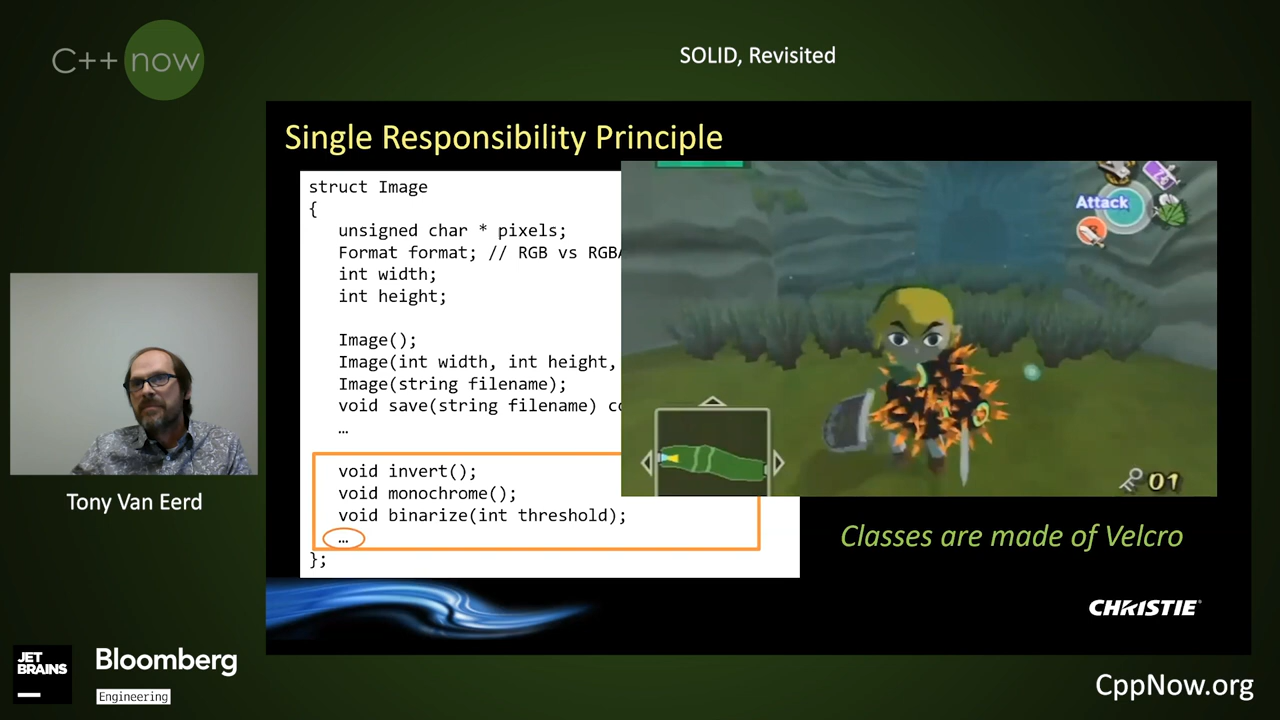 C++ now
SOLID, Revisited
Single Responsibility Principle
struct Image
{
unsigned char * pixels;
Format format; // RGB vs RGBA
int width;
int height;
Image();
Image(int width, int height,
Image(string filename);
void save(string filename) co
…
void invert();
void monochrome();
void binarize(int threshold);
…
};
Attack
01
Classes are made of Velcro
CHRISTIE
Tony Van Eerd
JET
BRAINS
Bloomberg
Engineering
CppNow.org